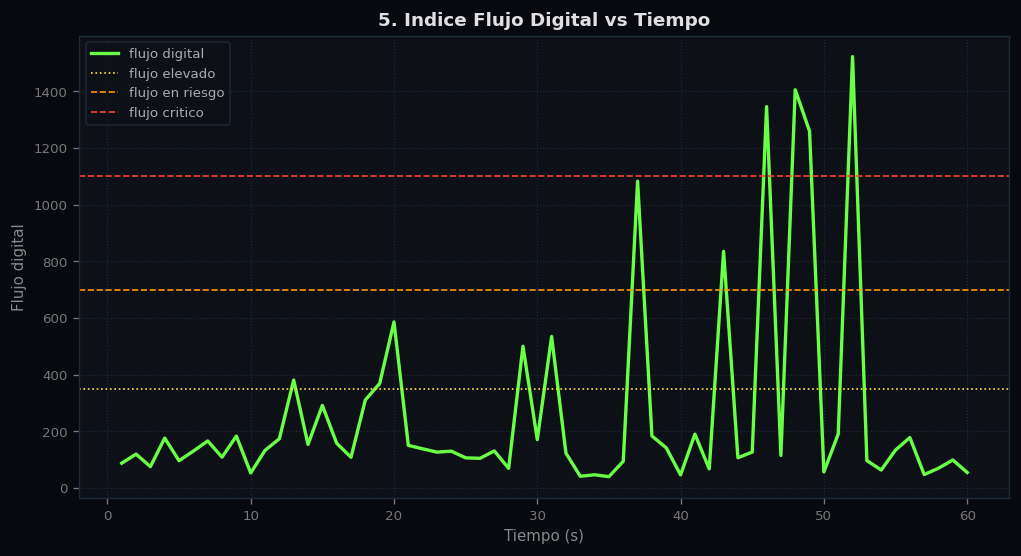 5. Indice Flujo Digital vs Tiempo
flujo digital
flujo elevado
flujo en riesgo
flujo critico
Flujo digital
1400
1200
1000
800
600
400
200
0
0 10 20 30 40 50 60
Tiempo (s)